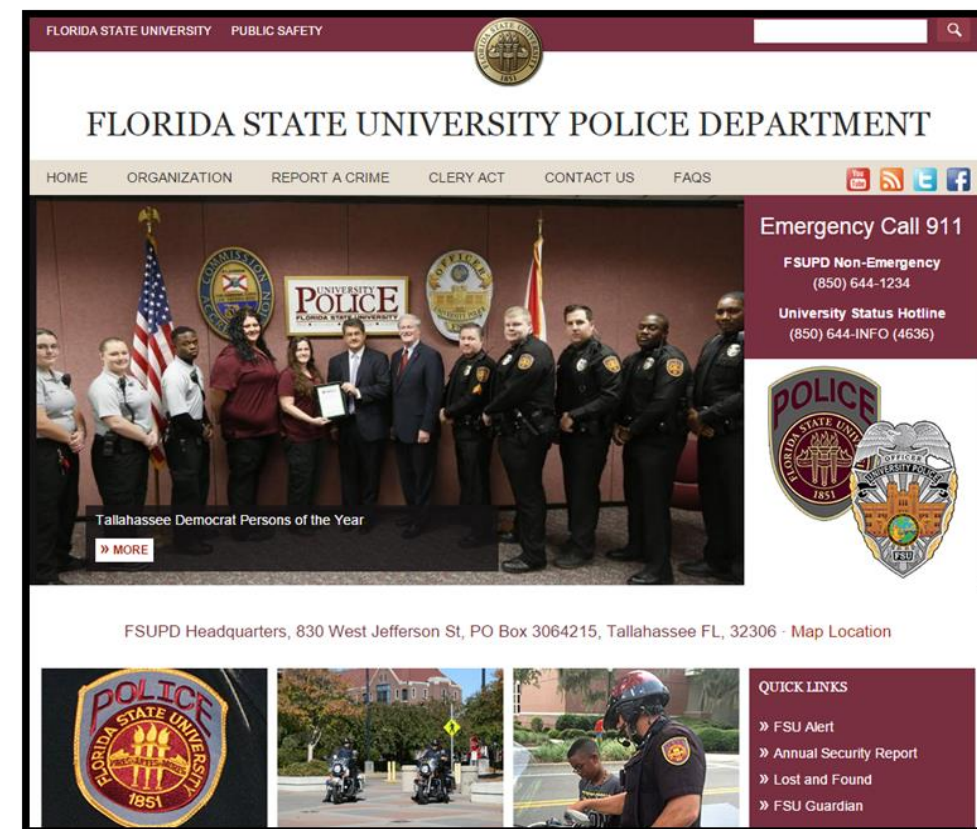 FLORIDA STATE UNIVERSITY PUBLIC SAFETY
FLORIDA STATE UNIVERSITY POLICE DEPARTMENT
HOME ORGANIZATION REPORT A CRIME CLERY ACT CONTACT US FAQS
Emergency Call 911
FSUPD Non-Emergency
(850) 644-1234
University Status Hotline
(850) 644-INFO (4636)
UNIVERSITY
POLICE
FLORIDA STATE UNIVERSITY
OFFICER
COMMISSION
Tallahassee Democrat Persons of the Year
» MORE
POLICE
FLORIDA STATE
1851
OFFICER
UNIVERSITY POLICE
FSU
FSUPD Headquarters, 830 West Jefferson St, PO Box 3064215, Tallahassee FL, 32306 · Map Location
POLICE
FLORIDA STATE UNIVERSITY
1851
QUICK LINKS
» FSU Alert
» Annual Security Report
» Lost and Found
» FSU Guardian